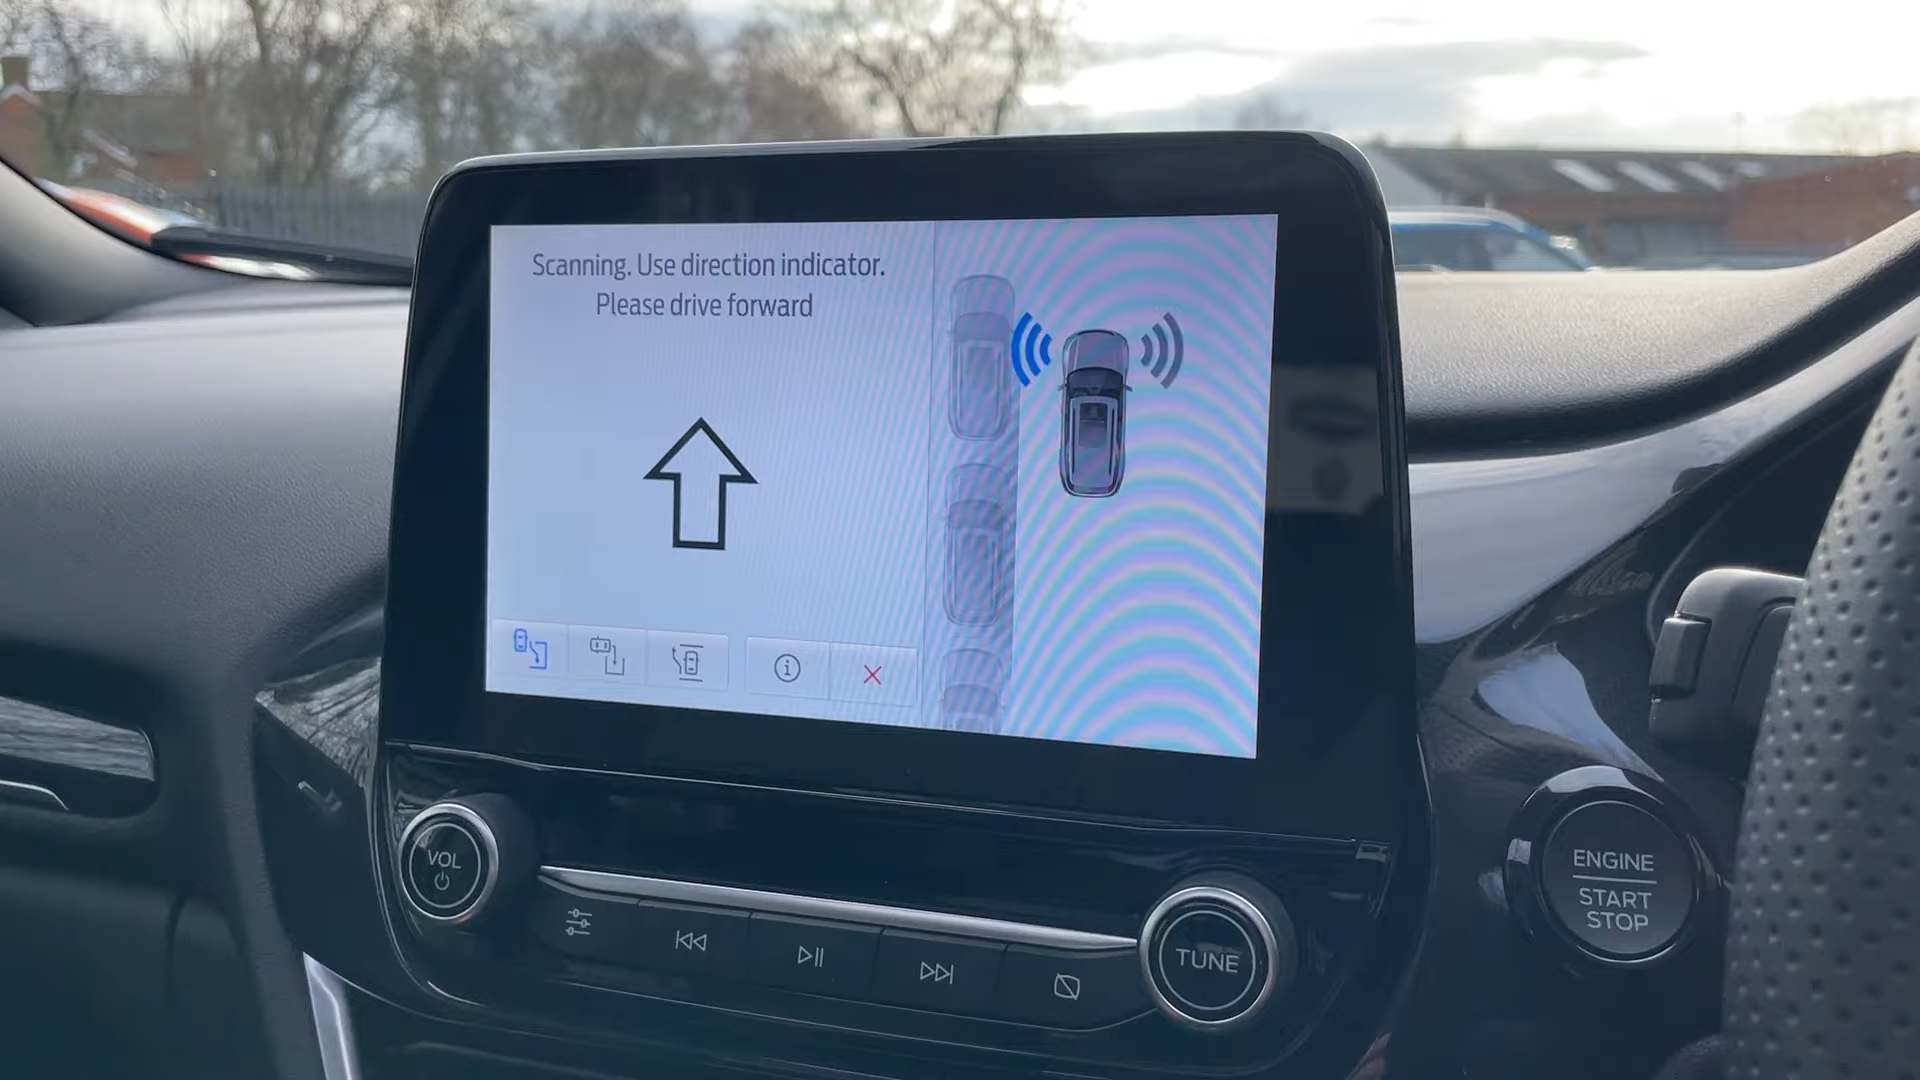 Scanning. Use direction indicator.
Please drive forward
VOL
TUNE
ENGINE
START
STOP